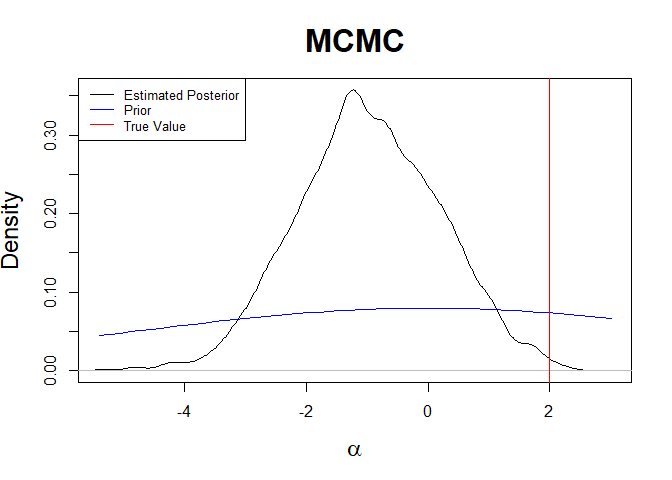 MCMC
Estimated Posterior
Prior
True Value
Density
0.30
0.20
0.10
0.00
-4 -2 0 2
α